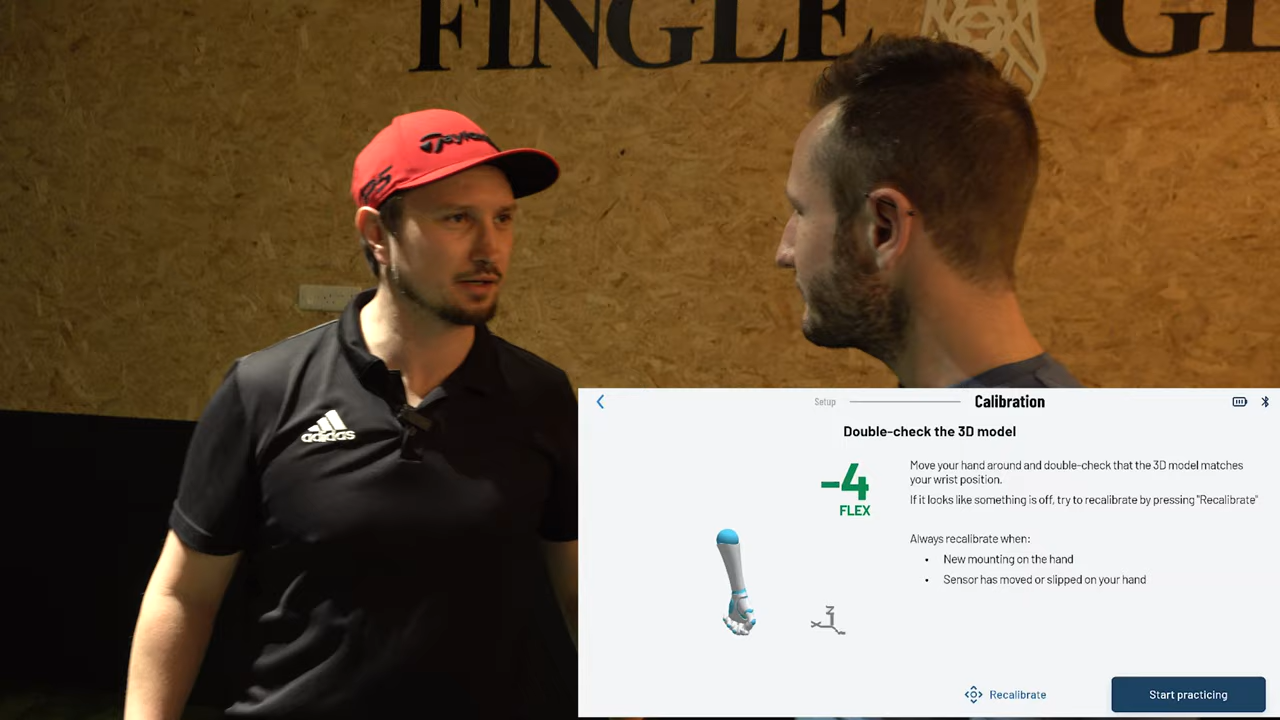 FINGLE GL
TaylorMade
P5
adidas
Setup
Calibration
Double-check the 3D model
-4
FLEX
Move your hand around and double-check that the 3D model matches
your wrist position.
If it looks like something is off, try to recalibrate by pressing "Recalibrate"
Always recalibrate when:
• New mounting on the hand
• Sensor has moved or slipped on your hand
Recalibrate
Start practicing